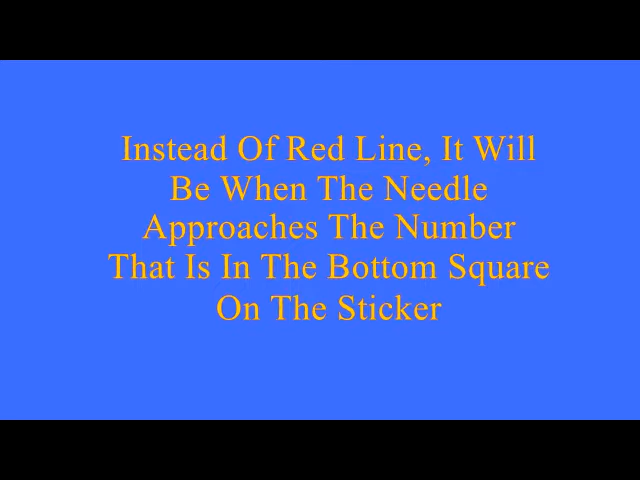 Instead Of Red Line, It Will
Be When The Needle
Approaches The Number
That Is In The Bottom Square
On The Sticker